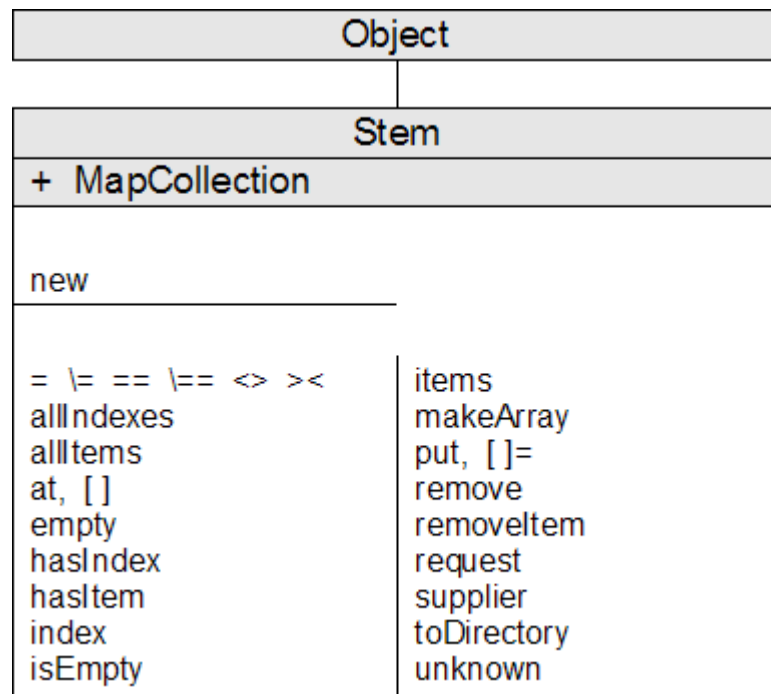 Object
Stem
+ MapCollection
new
= \= == \== <> ><
allIndexes
allItems
at, [ ]
empty
hasIndex
hasItem
index
isEmpty
items
makeArray
put, [ ]=
remove
removeItem
request
supplier
toDirectory
unknown